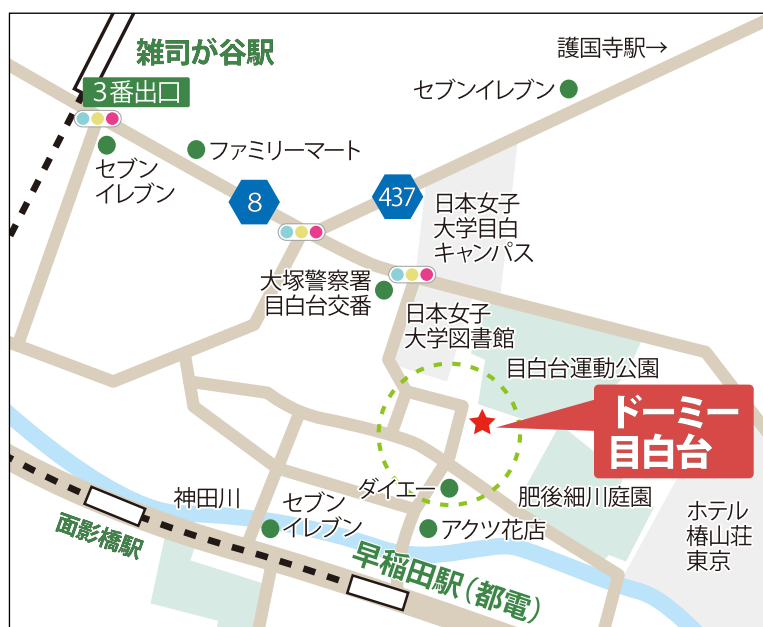 雑司が谷駅
３番出口
護国寺駅→
セブンイレブン
ファミリーマート
セブン
イレブン
8
437
日本女子
大学目白
キャンパス
大塚警察署
目白台交番
日本女子
大学図書館
目白台運動公園
ドーミー
目白台
ダイエー
肥後細川庭園
神田川
セブン
イレブン
アクツ花店
ホテル
椿山荘
東京
面影橋駅
早稲田駅（都電）